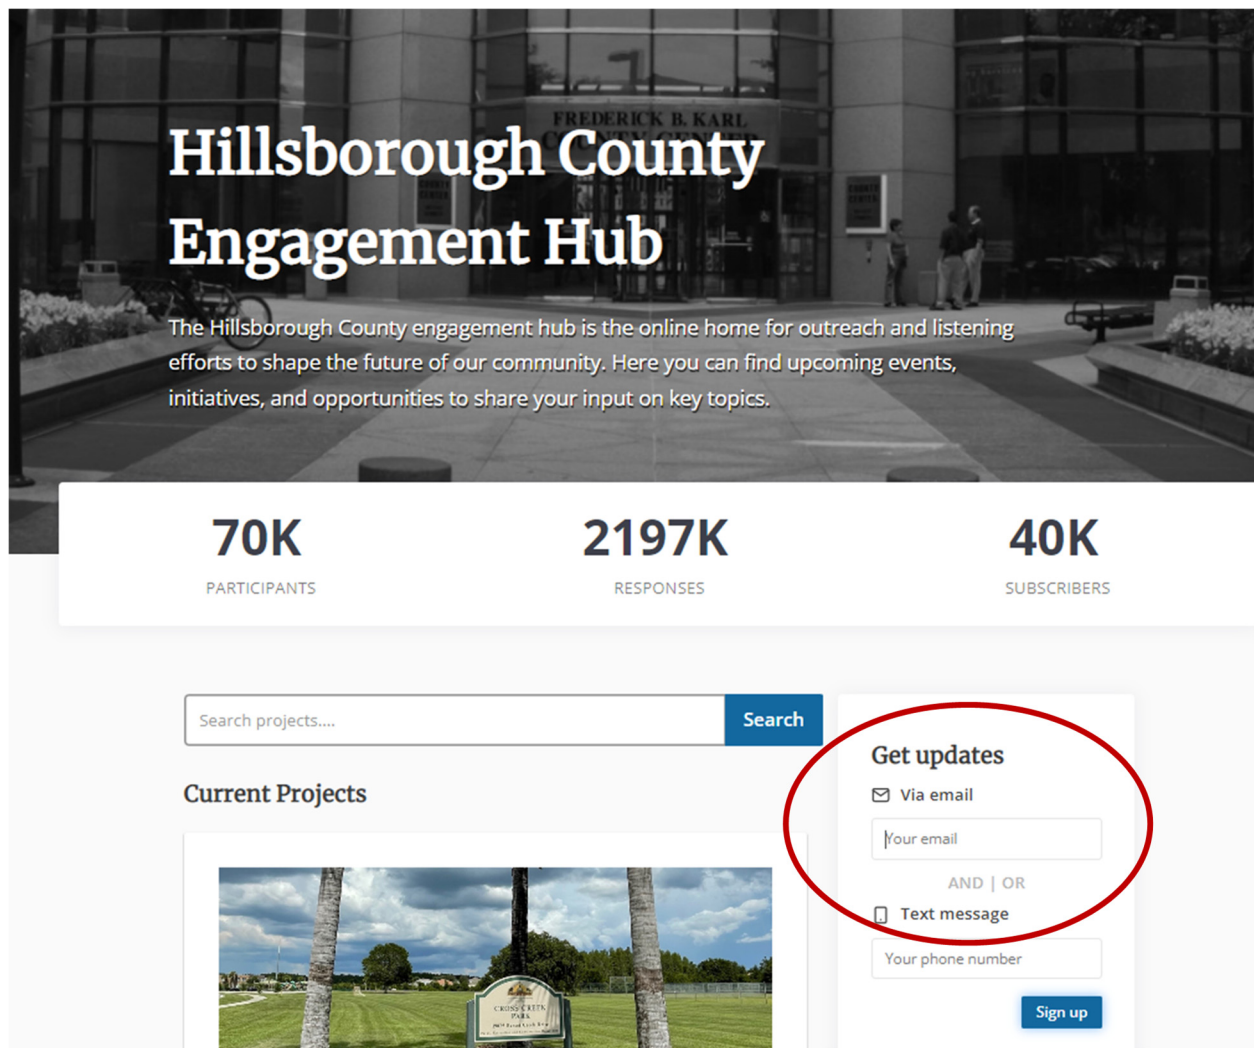 FREDERICK B. KARL
COUNTY CENTER
Hillsborough County
Engagement Hub
The Hillsborough County engagement hub is the online home for outreach and listening
efforts to shape the future of our community. Here you can find upcoming events,
initiatives, and opportunities to share your input on key topics.
70K
PARTICIPANTS
2197K
RESPONSES
40K
SUBSCRIBERS
Search projects....
Search
Current Projects
CROSS CREEK
PARK
Get updates
Via email
Your email
AND | OR
Text message
Your phone number
Sign up